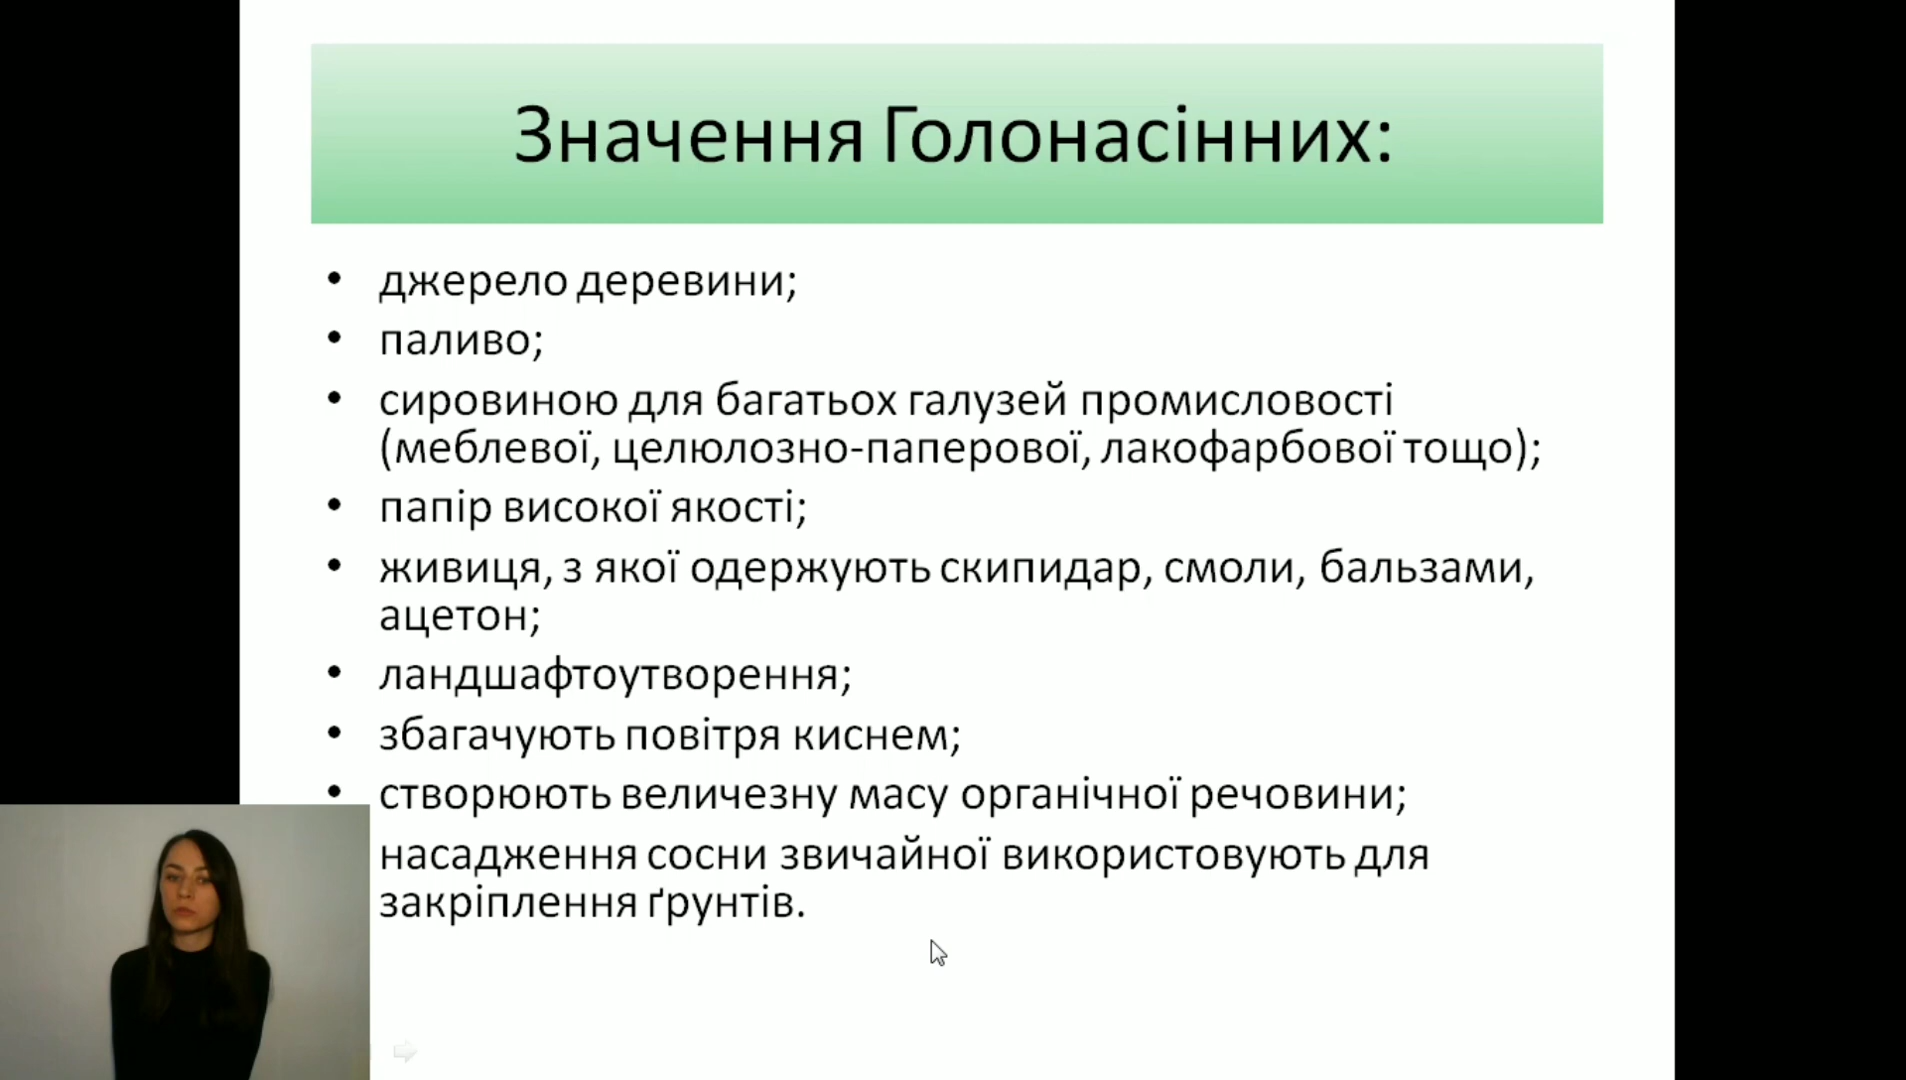 Значення Голонасінних:
• джерело деревини;
• паливо;
• сировиною для багатьох галузей промисловості
(меблевої, целюлозно-паперової, лакофарбової тощо);
• папір високої якості;
• живиця, з якої одержують скипидар, смоли, бальзами,
ацетон;
• ландшафтоутворення;
• збагачують повітря киснем;
• створюють величезну масу органічної речовини;
насадження сосни звичайної використовують для
закріплення ґрунтів.